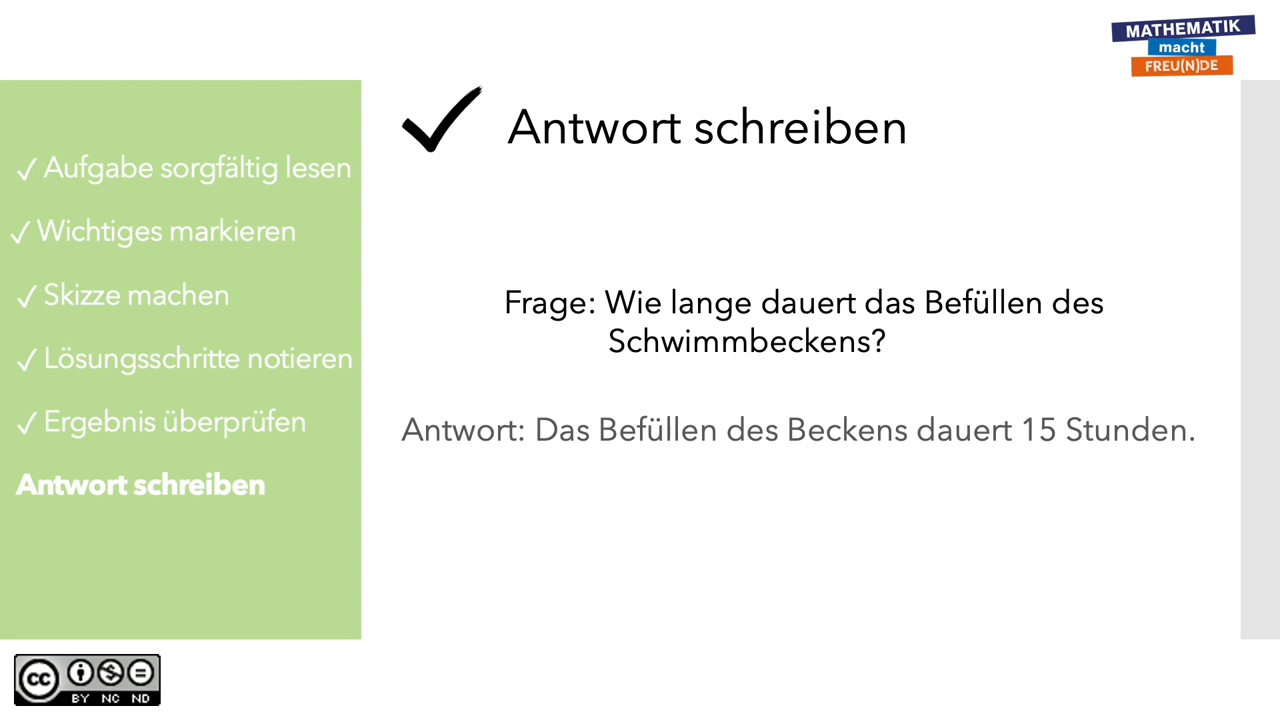 MATHEMATIK
macht
FREU(N)DE
✓ Antwort schreiben
✓ Aufgabe sorgfältig lesen
✓ Wichtiges markieren
✓ Skizze machen
✓ Lösungsschritte notieren
✓ Ergebnis überprüfen
Antwort schreiben
Frage: Wie lange dauert das Befüllen des
Schwimmbeckens?
Antwort: Das Befüllen des Beckens dauert 15 Stunden.
cc
BY NC ND